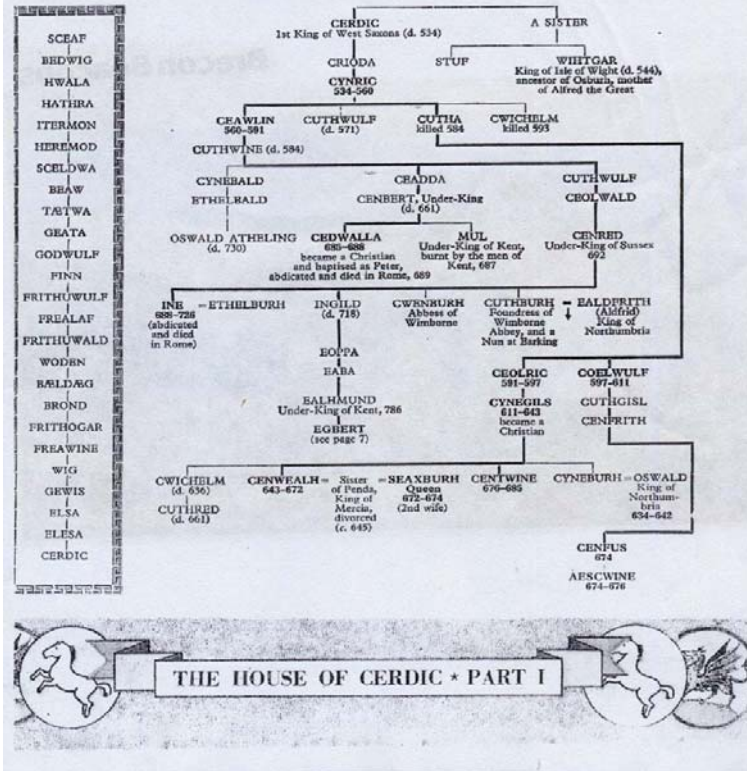 SCEAF
BEDWIG
HWALA
HATHRA
ITERMON
HEREMOD
SCELDWA
BEAW
TÆTWA
GEATA
GODWULF
FINN
FRITHUWULF
FREALAF
FRITHUWALD
WODEN
BÆLDÆG
BROND
FRITHOGAR
FREAWINE
WIG
GEWIS
ELSA
ELESA
CERDIC
CERDIC
1st King of West Saxons (d. 534)
A SISTER
CRIODA
STUF
WIHTGAR
King of Isle of Wight (d. 544),
ancestor of Osburh, mother
of Alfred the Great
CYNRIC
534-560
CEAWLIN
560-591
CUTHWULF
(d. 571)
CUTHA
killed 584
CWICHELM
killed 593
CUTHWINE (d. 584)
CYNEBALD
CEADDA
CUTHWULF
ETHELBALD
CENBERT, Under-King
(d. 661)
CEOLWALD
OSWALD ATHELING
(d. 730)
CEDWALLA
685-688
became a Christian
and baptised as Peter,
abdicated and died in Rome, 689
MUL
Under-King of Kent,
burnt by the men of
Kent, 687
CENRED
Under-King of Sussex
692
INE = ETHELBURH
688-726
(abdicated
and died
in Rome)
INGILD
(d. 718)
CWENBURH
Abbess of
Wimborne
CUTHBURH = EALDFRITH
Foundress of
Wimborne
Abbey, and a
Nun at Barking
(Aldfrid)
King of
Northumbria
EOPPA
EABA
EALHMUND
Under-King of Kent, 786
EGBERT
(see page 7)
CEOLRIC
591-597
COELWULF
597-611
CYNEGILS
611-643
became a
Christian
CUTHGISL
CENFRITH
CWICHELM
(d. 636)
CUTHRED
(d. 661)
CENWEALH =
643-672
Sister
of Penda,
King of
Mercia,
divorced
(c. 645)
= SEAXBURH
Queen
672-674
(2nd wife)
CENTWINE
676-685
CYNEBURH = OSWALD
King of
Northum-
bria
634-642
CENFUS
674
AESCWINE
674-676
THE HOUSE OF CERDIC ★ PART I